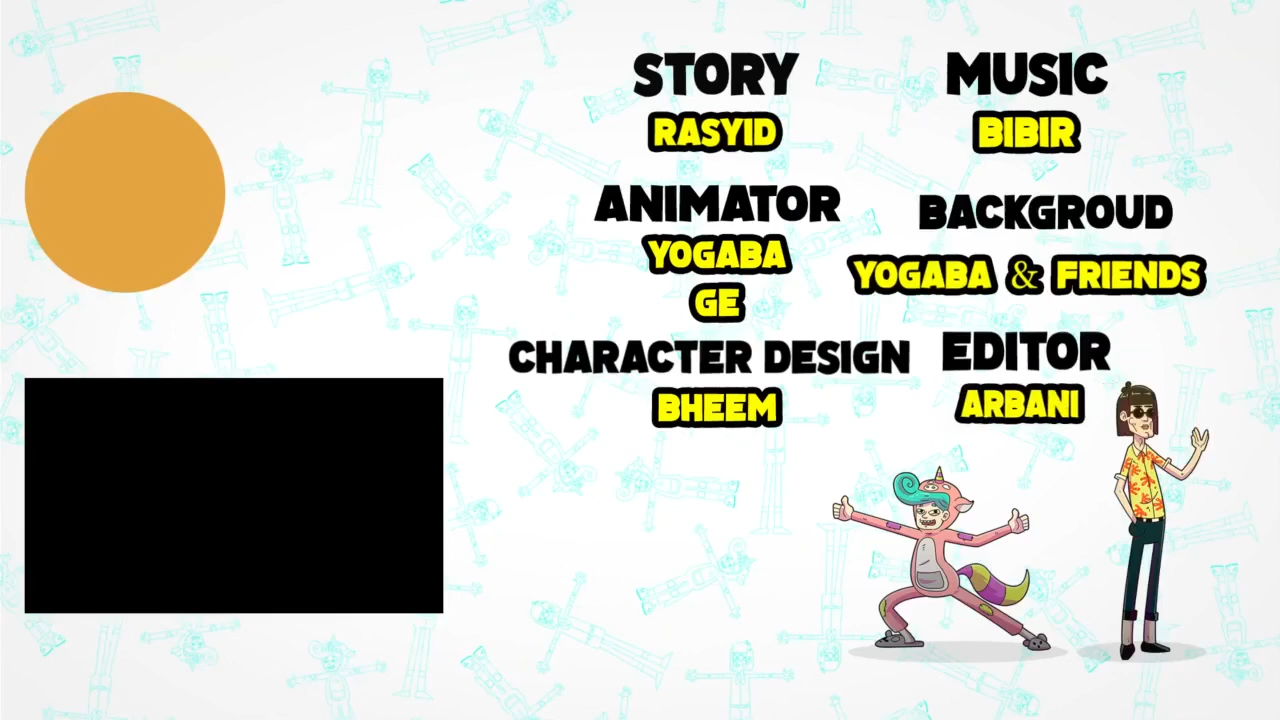 STORY
RASYID
ANIMATOR
YOGABA
GE
CHARACTER DESIGN
BHEEM
MUSIC
BIBIR
BACKGROUD
YOGABA & FRIENDS
EDITOR
ARBANI